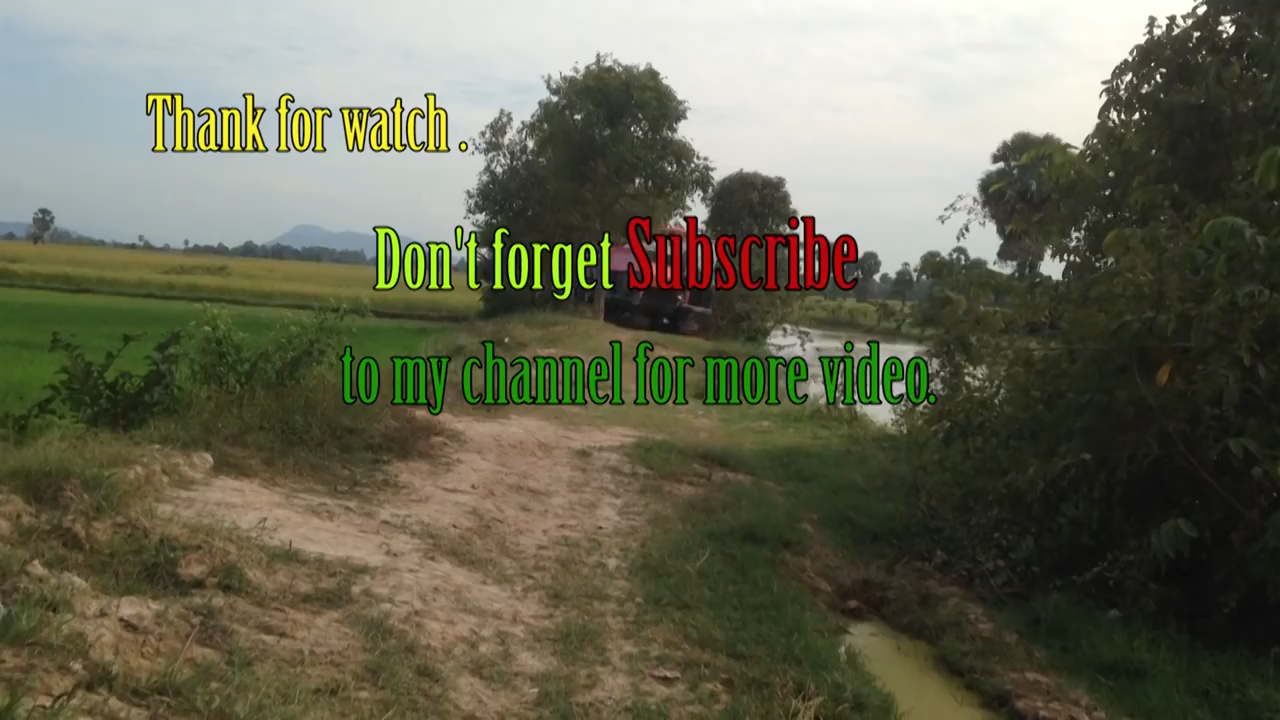 Thank for watch .
Don't forget Subscribe
to my channel for more video.